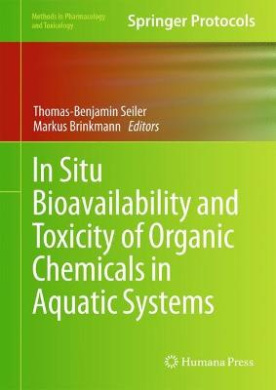 Methods in Pharmacology
and Toxicology
Springer Protocols
Thomas-Benjamin Seiler
Markus Brinkmann Editors
In Situ
Bioavailability and
Toxicity of Organic
Chemicals in
Aquatic Systems
Humana Press